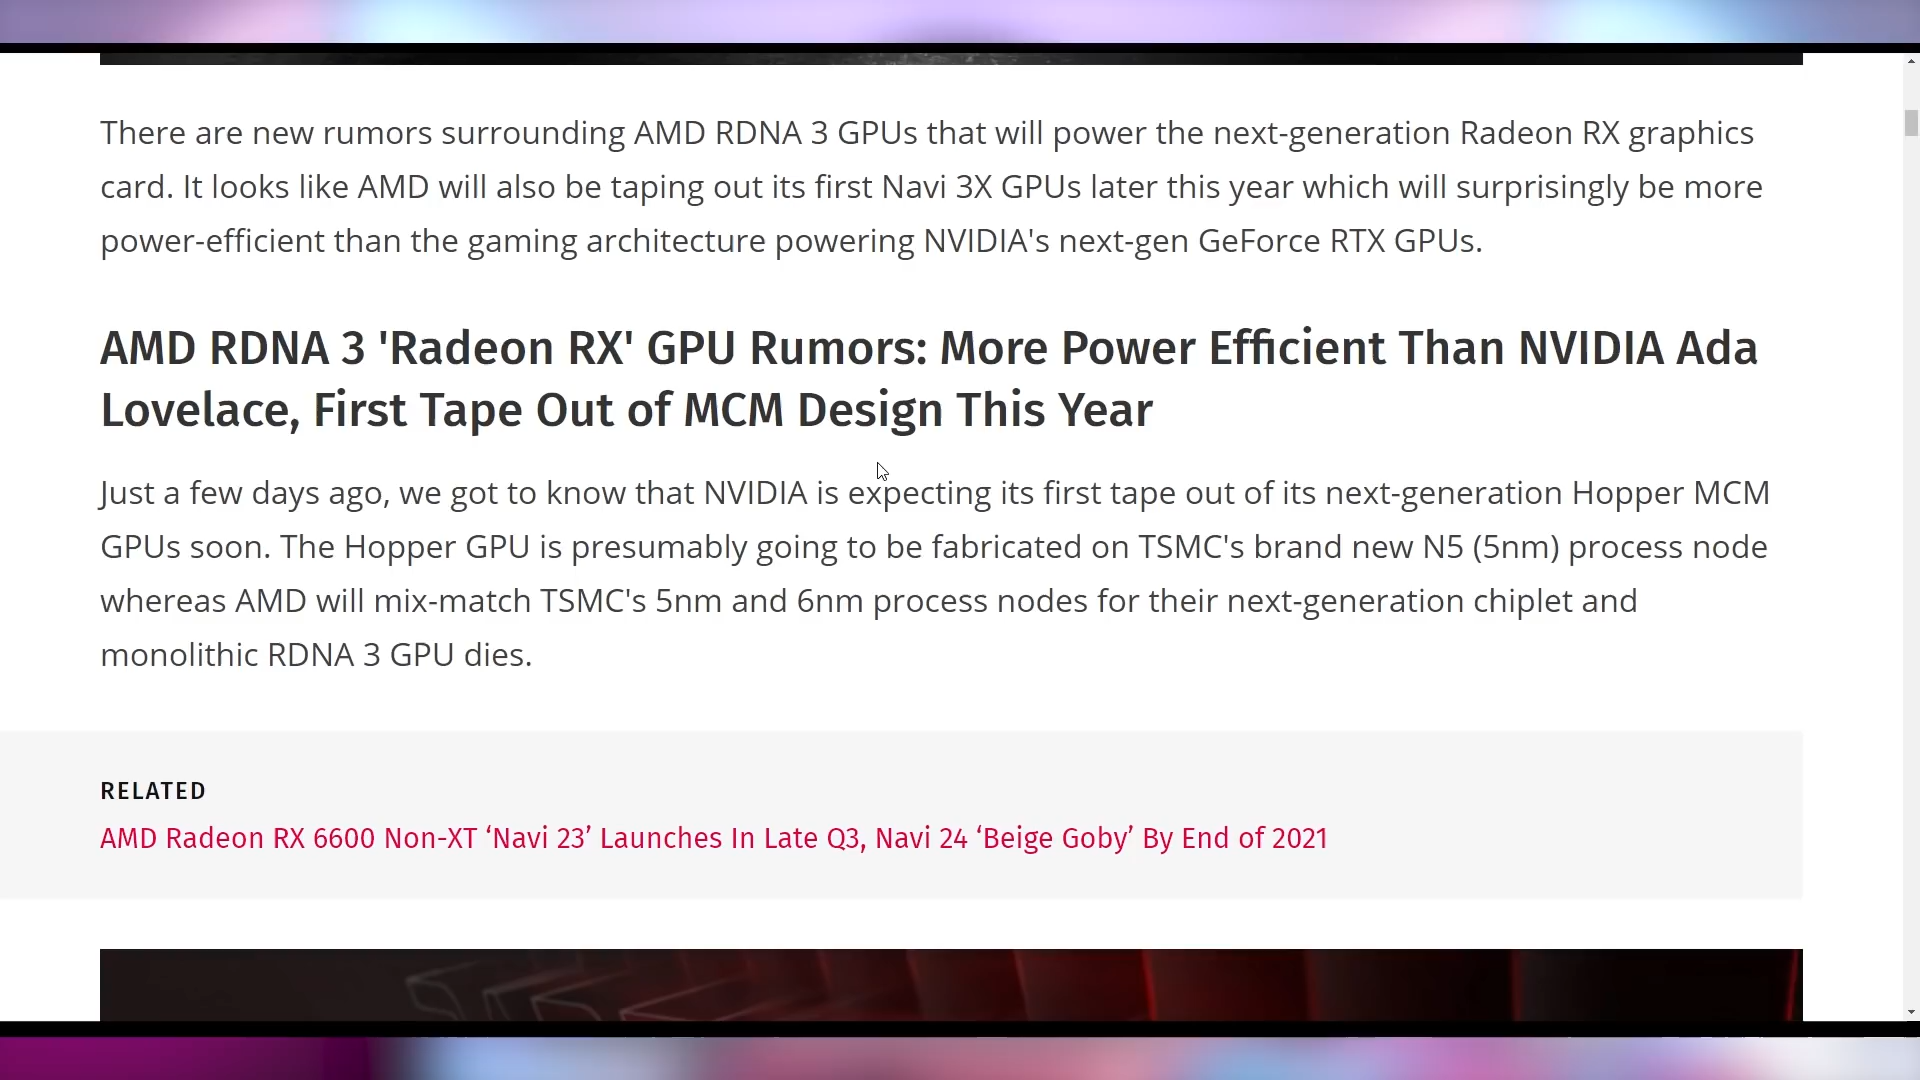 There are new rumors surrounding AMD RDNA 3 GPUs that will power the next-generation Radeon RX graphics
card. It looks like AMD will also be taping out its first Navi 3X GPUs later this year which will surprisingly be more
power-efficient than the gaming architecture powering NVIDIA's next-gen GeForce RTX GPUs.
AMD RDNA 3 'Radeon RX' GPU Rumors: More Power Efficient Than NVIDIA Ada
Lovelace, First Tape Out of MCM Design This Year
Just a few days ago, we got to know that NVIDIA is expecting its first tape out of its next-generation Hopper MCM
GPUs soon. The Hopper GPU is presumably going to be fabricated on TSMC's brand new N5 (5nm) process node
whereas AMD will mix-match TSMC's 5nm and 6nm process nodes for their next-generation chiplet and
monolithic RDNA 3 GPU dies.
RELATED
AMD Radeon RX 6600 Non-XT ‘Navi 23’ Launches In Late Q3, Navi 24 ‘Beige Goby’ By End of 2021